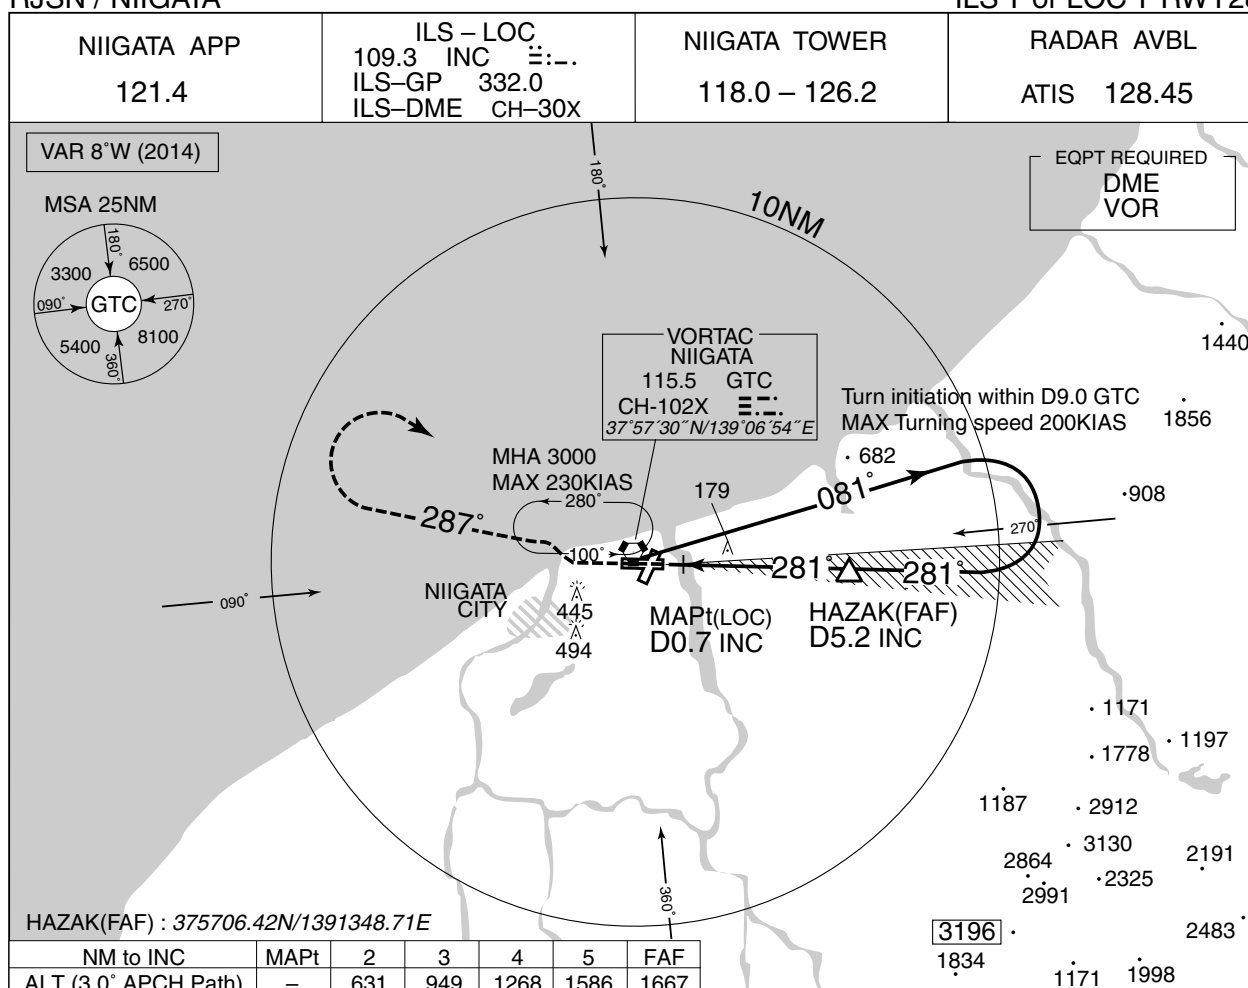 RJSN / NIIGATA
NIIGATA APP
121.4
ILS – LOC
109.3 INC
ILS–GP 332.0
ILS–DME CH–30X
NIIGATA TOWER
118.0 – 126.2
RADAR AVBL
ATIS 128.45
VAR 8˚W (2014)
MSA 25NM
180˚
3300
6500
090˚
GTC
270˚
5400
8100
360˚
180˚
10NM
EQPT REQUIRED
DME
VOR
1440
VORTAC
NIIGATA
115.5 GTC
CH-102X
37˚57´30˝N/139˚06´54˝E
Turn initiation within D9.0 GTC
MAX Turning speed 200KIAS
1856
682
MHA 3000
MAX 230KIAS
280˚
179
081˚
908
287˚
270˚
100˚
281˚
281˚
090˚
NIIGATA
CITY
445
494
MAPt(LOC)
D0.7 INC
HAZAK(FAF)
D5.2 INC
1171
1197
1778
1187
2912
3130
2864
2191
2325
2991
360˚
3196
2483
1834
1171
1998
HAZAK(FAF) : 375706.42N/1391348.71E
NM to INC MAPt 2 3 4 5 FAF
ALT (3.0˚ APCH Path) – 631 949 1268 1586 1667